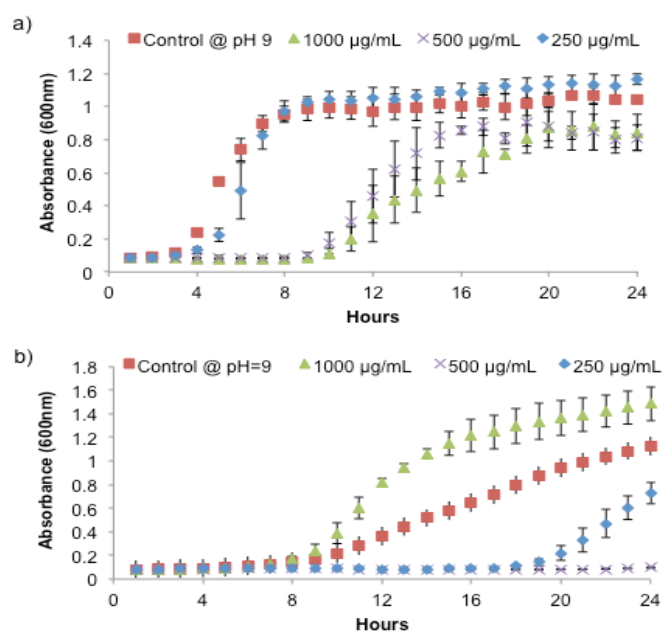 a)
Control @ pH 9 1000 µg/mL 500 µg/mL 250 µg/mL
1.4
1.2
1
0.8
0.6
0.4
0.2
0
Absorbance (600nm)
0 4 8 12 16 20 24
Hours
b)
Control @ pH=9 1000 µg/mL 500 µg/mL 250 µg/mL
1.8
1.6
1.4
1.2
1
0.8
0.6
0.4
0.2
0
Absorbance (600nm)
0 4 8 12 16 20 24
Hours